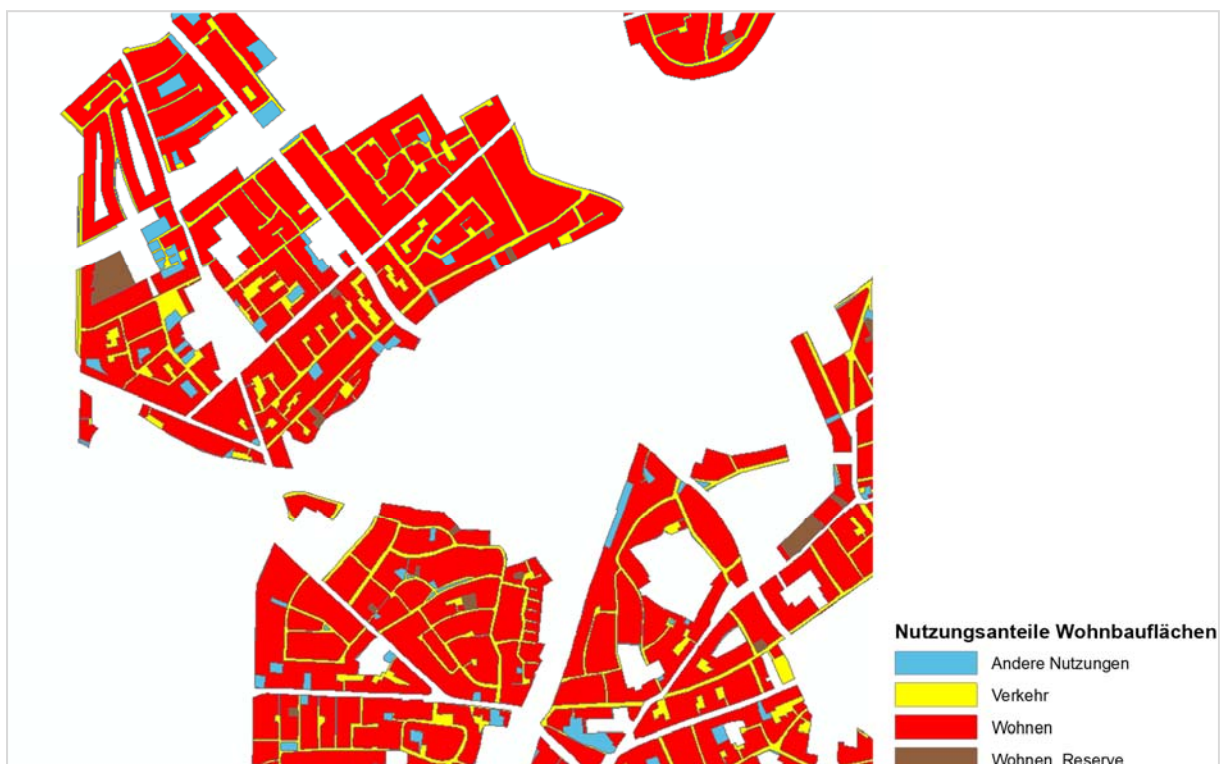 Nutzungsanteile Wohnbauflächen
Andere Nutzungen
Verkehr
Wohnen
Wohnen, Reserve